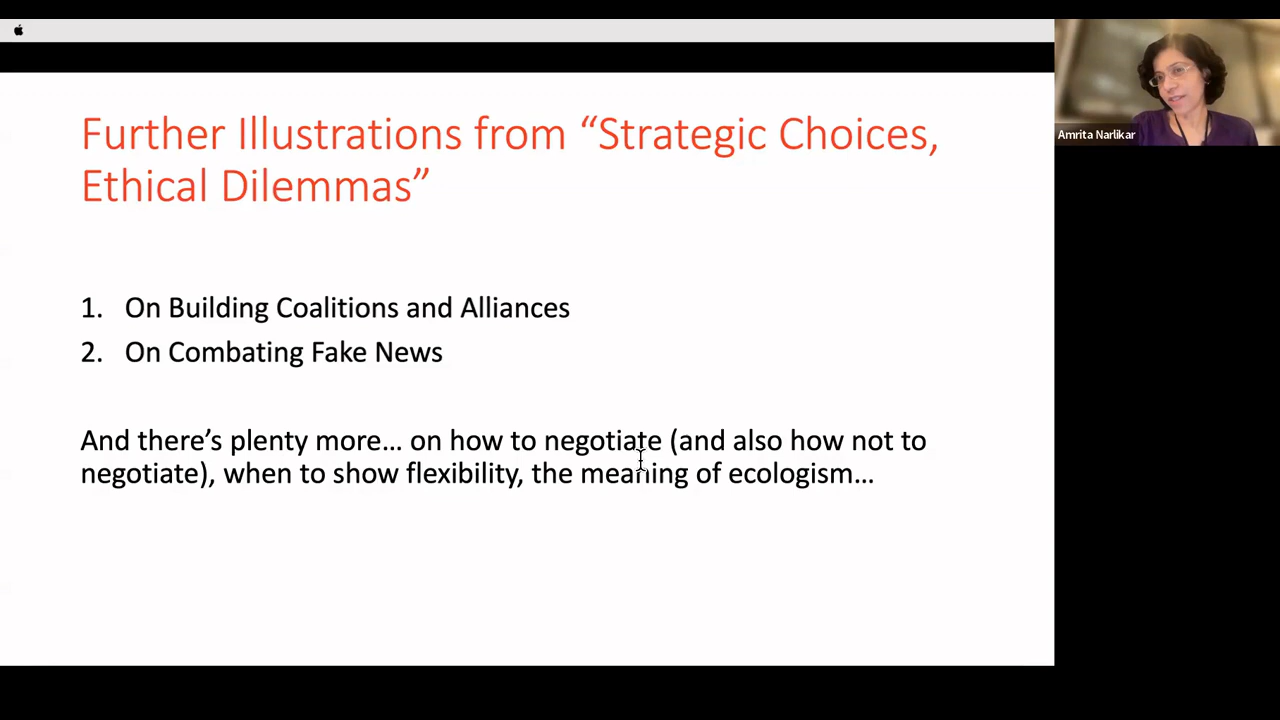 Further Illustrations from “Strategic Choices,
Ethical Dilemmas”
Amrita Narlikar
1. On Building Coalitions and Alliances
2. On Combating Fake News
And there’s plenty more… on how to negotiate (and also how not to
negotiate), when to show flexibility, the meaning of ecologism…